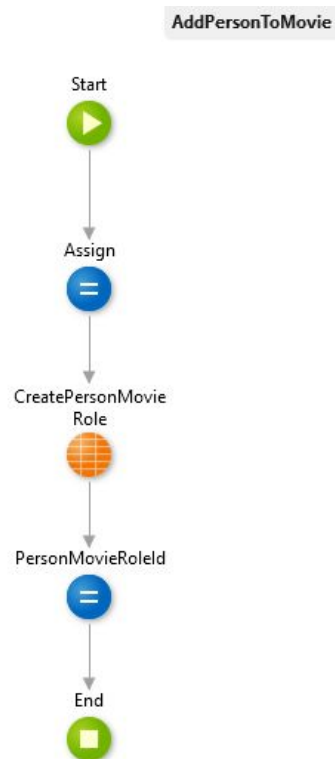 AddPersonToMovie
Start
Assign
CreatePersonMovie
Role
PersonMovieRoleId
End